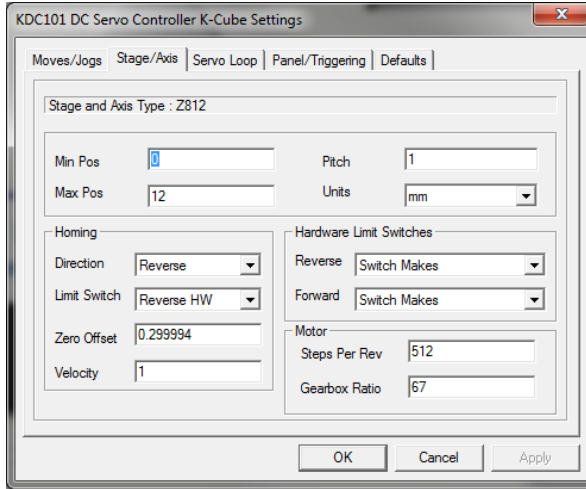 KDC101 DC Servo Controller K-Cube Settings
Moves/Jogs Stage/Axis Servo Loop Panel/Triggering Defaults
Stage and Axis Type : Z812
Min Pos 0 Pitch 1
Max Pos 12 Units mm
Homing
Direction Reverse
Limit Switch Reverse HW
Zero Offset 0.299994
Velocity 1
Hardware Limit Switches
Reverse Switch Makes
Forward Switch Makes
Motor
Steps Per Rev 512
Gearbox Ratio 67
OK Cancel Apply